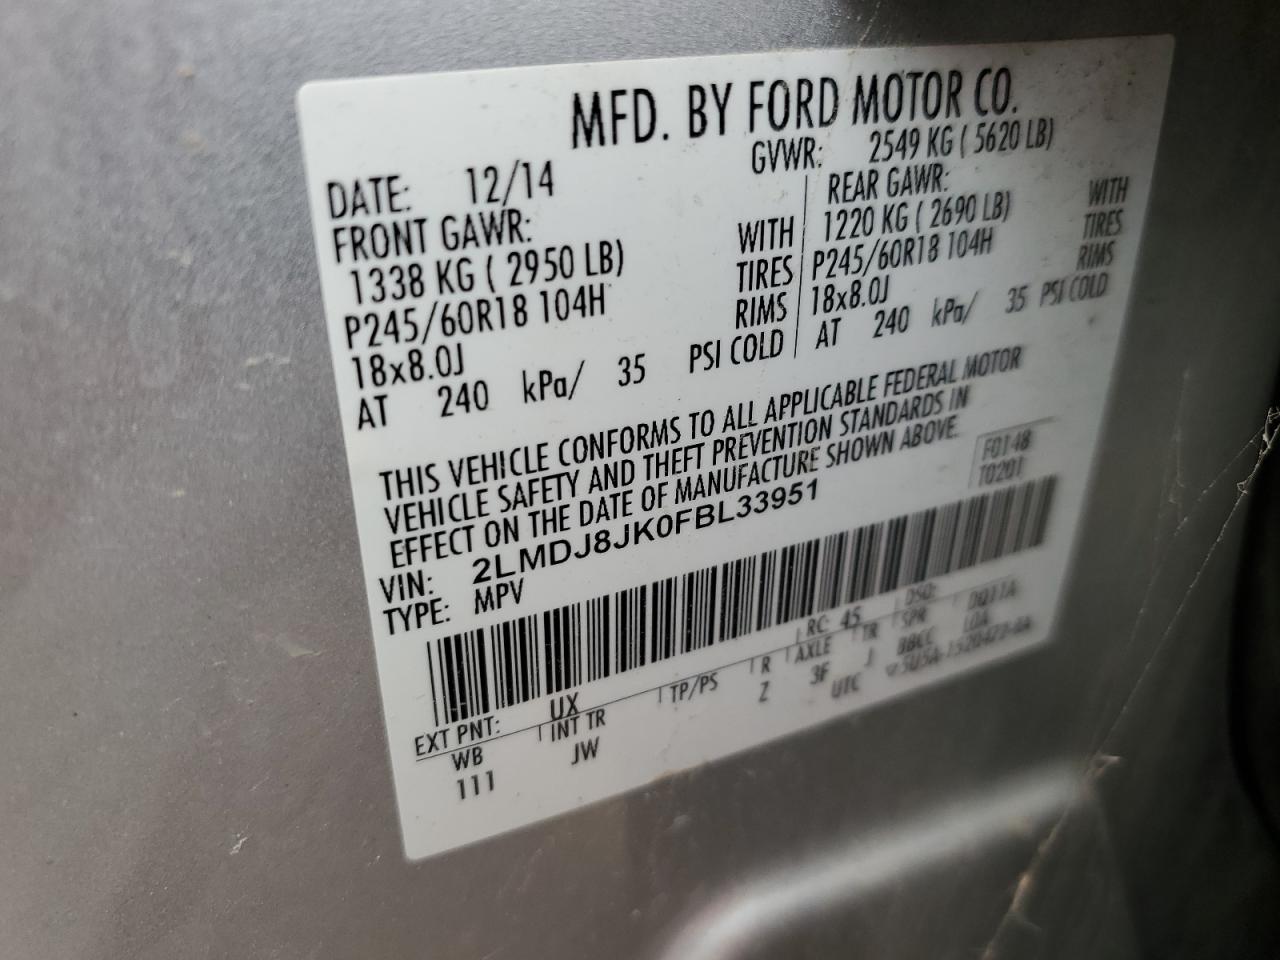 MFD. BY FORD MOTOR CO.
DATE: 12/14 GVWR: 2549 KG ( 5620 LB)
FRONT GAWR: REAR GAWR:
1338 KG ( 2950 LB) WITH 1220 KG ( 2690 LB) WITH
P245/60R18 104H TIRES P245/60R18 104H TIRES
18x8.0J RIMS 18x8.0J RIMS
AT 240 kPa/ 35 PSI COLD AT 240 kPa/ 35 PSI COLD
THIS VEHICLE CONFORMS TO ALL APPLICABLE FEDERAL MOTOR
VEHICLE SAFETY AND THEFT PREVENTION STANDARDS IN
EFFECT ON THE DATE OF MANUFACTURE SHOWN ABOVE.
F0148
T0201
VIN: 2LMDJ8JK0FBL33951
TYPE: MPV
EXT PNT: UX RC: 45 DSO:
WB INT TR TP/PS R AXLE TR SPR
111 JW Z 3F J BBCC
UTC